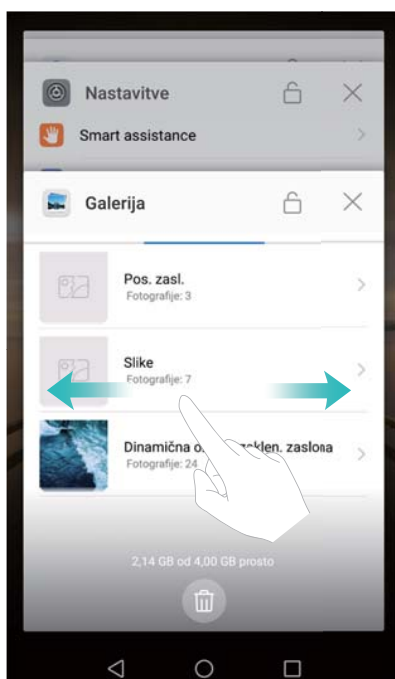 Nastavitve
Smart assistance
Galerija
Pos. zasl.
Fotografije: 3
Slike
Fotografije: 7
Dinamična zaklen. zaslona
Fotografije: 24
2,14 GB od 4,00 GB prosto